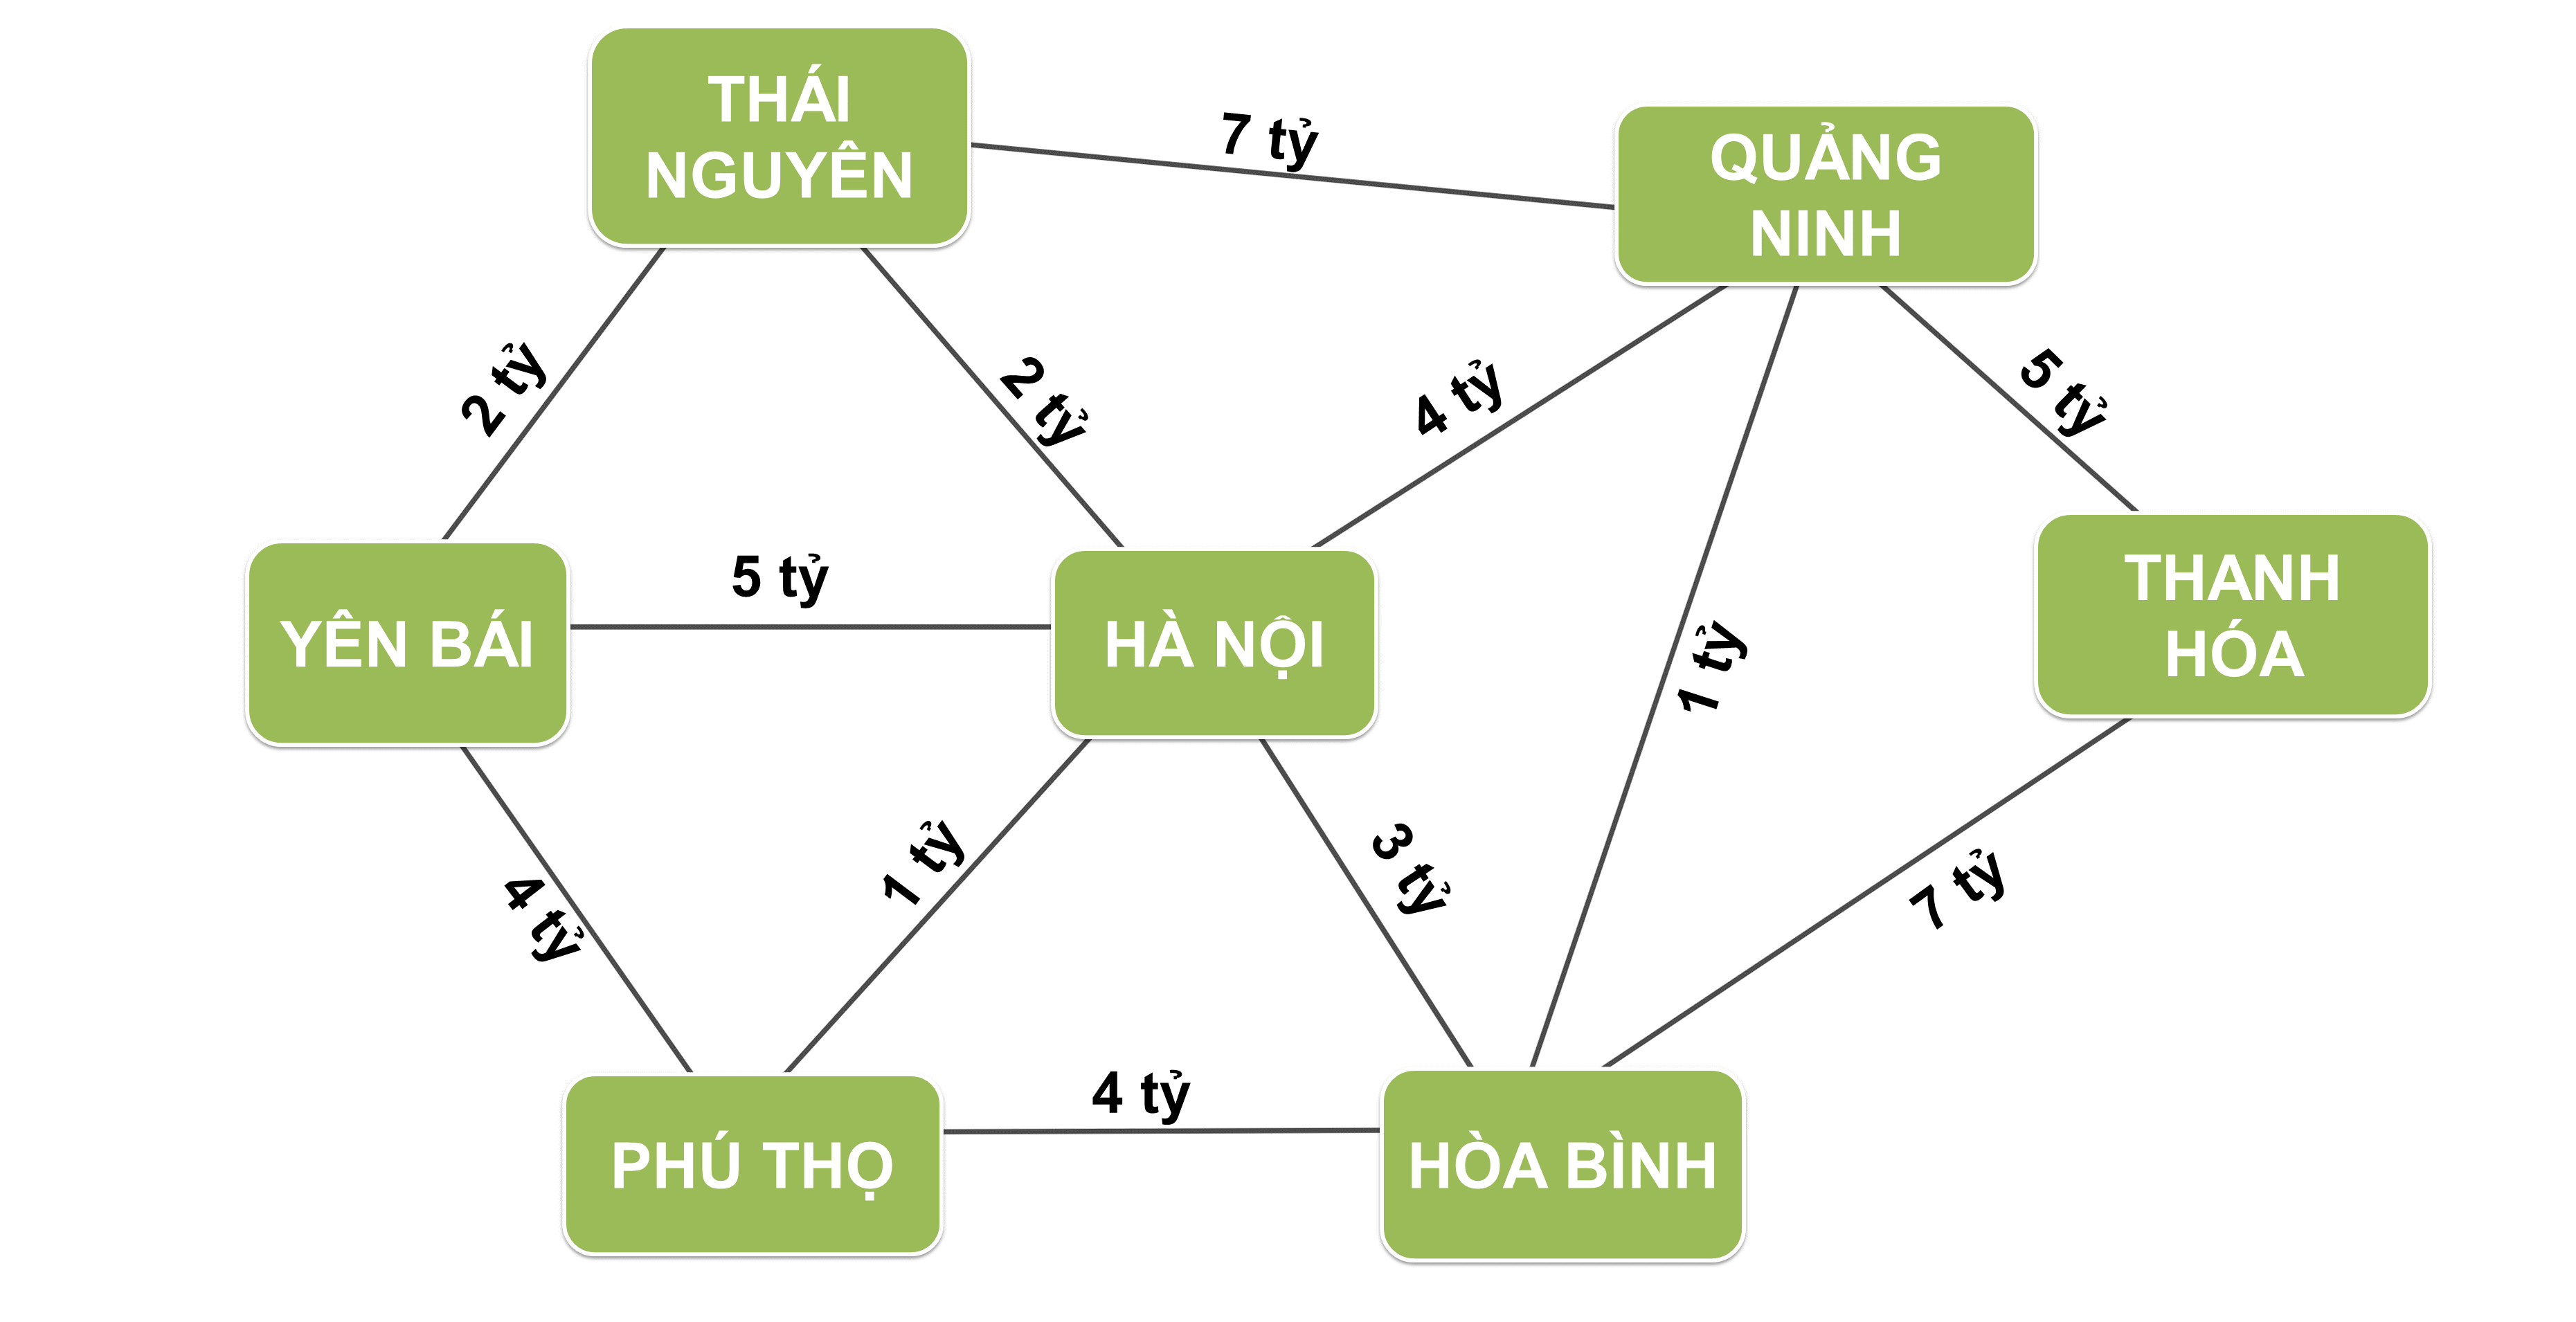 THÁI
NGUYÊN
7 tỷ
QUẢNG
NINH
2 tỷ
2 tỷ
4 tỷ
5 tỷ
YÊN BÁI
5 tỷ
HÀ NỘI
1 tỷ
THANH
HÓA
4 tỷ
1 tỷ
3 tỷ
7 tỷ
PHÚ THỌ
4 tỷ
HÒA BÌNH